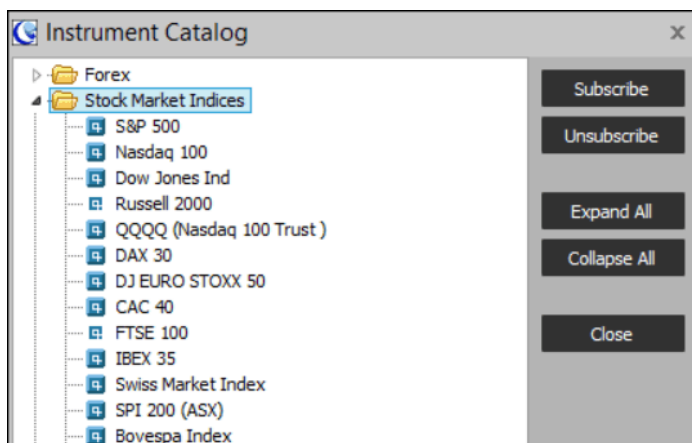 Instrument Catalog
Forex
Stock Market Indices
S&P 500
Nasdaq 100
Dow Jones Ind
Russell 2000
QQQQ (Nasdaq 100 Trust )
DAX 30
DJ EURO STOXX 50
CAC 40
FTSE 100
IBEX 35
Swiss Market Index
SPI 200 (ASX)
Bovespa Index
Subscribe
Unsubscribe
Expand All
Collapse All
Close